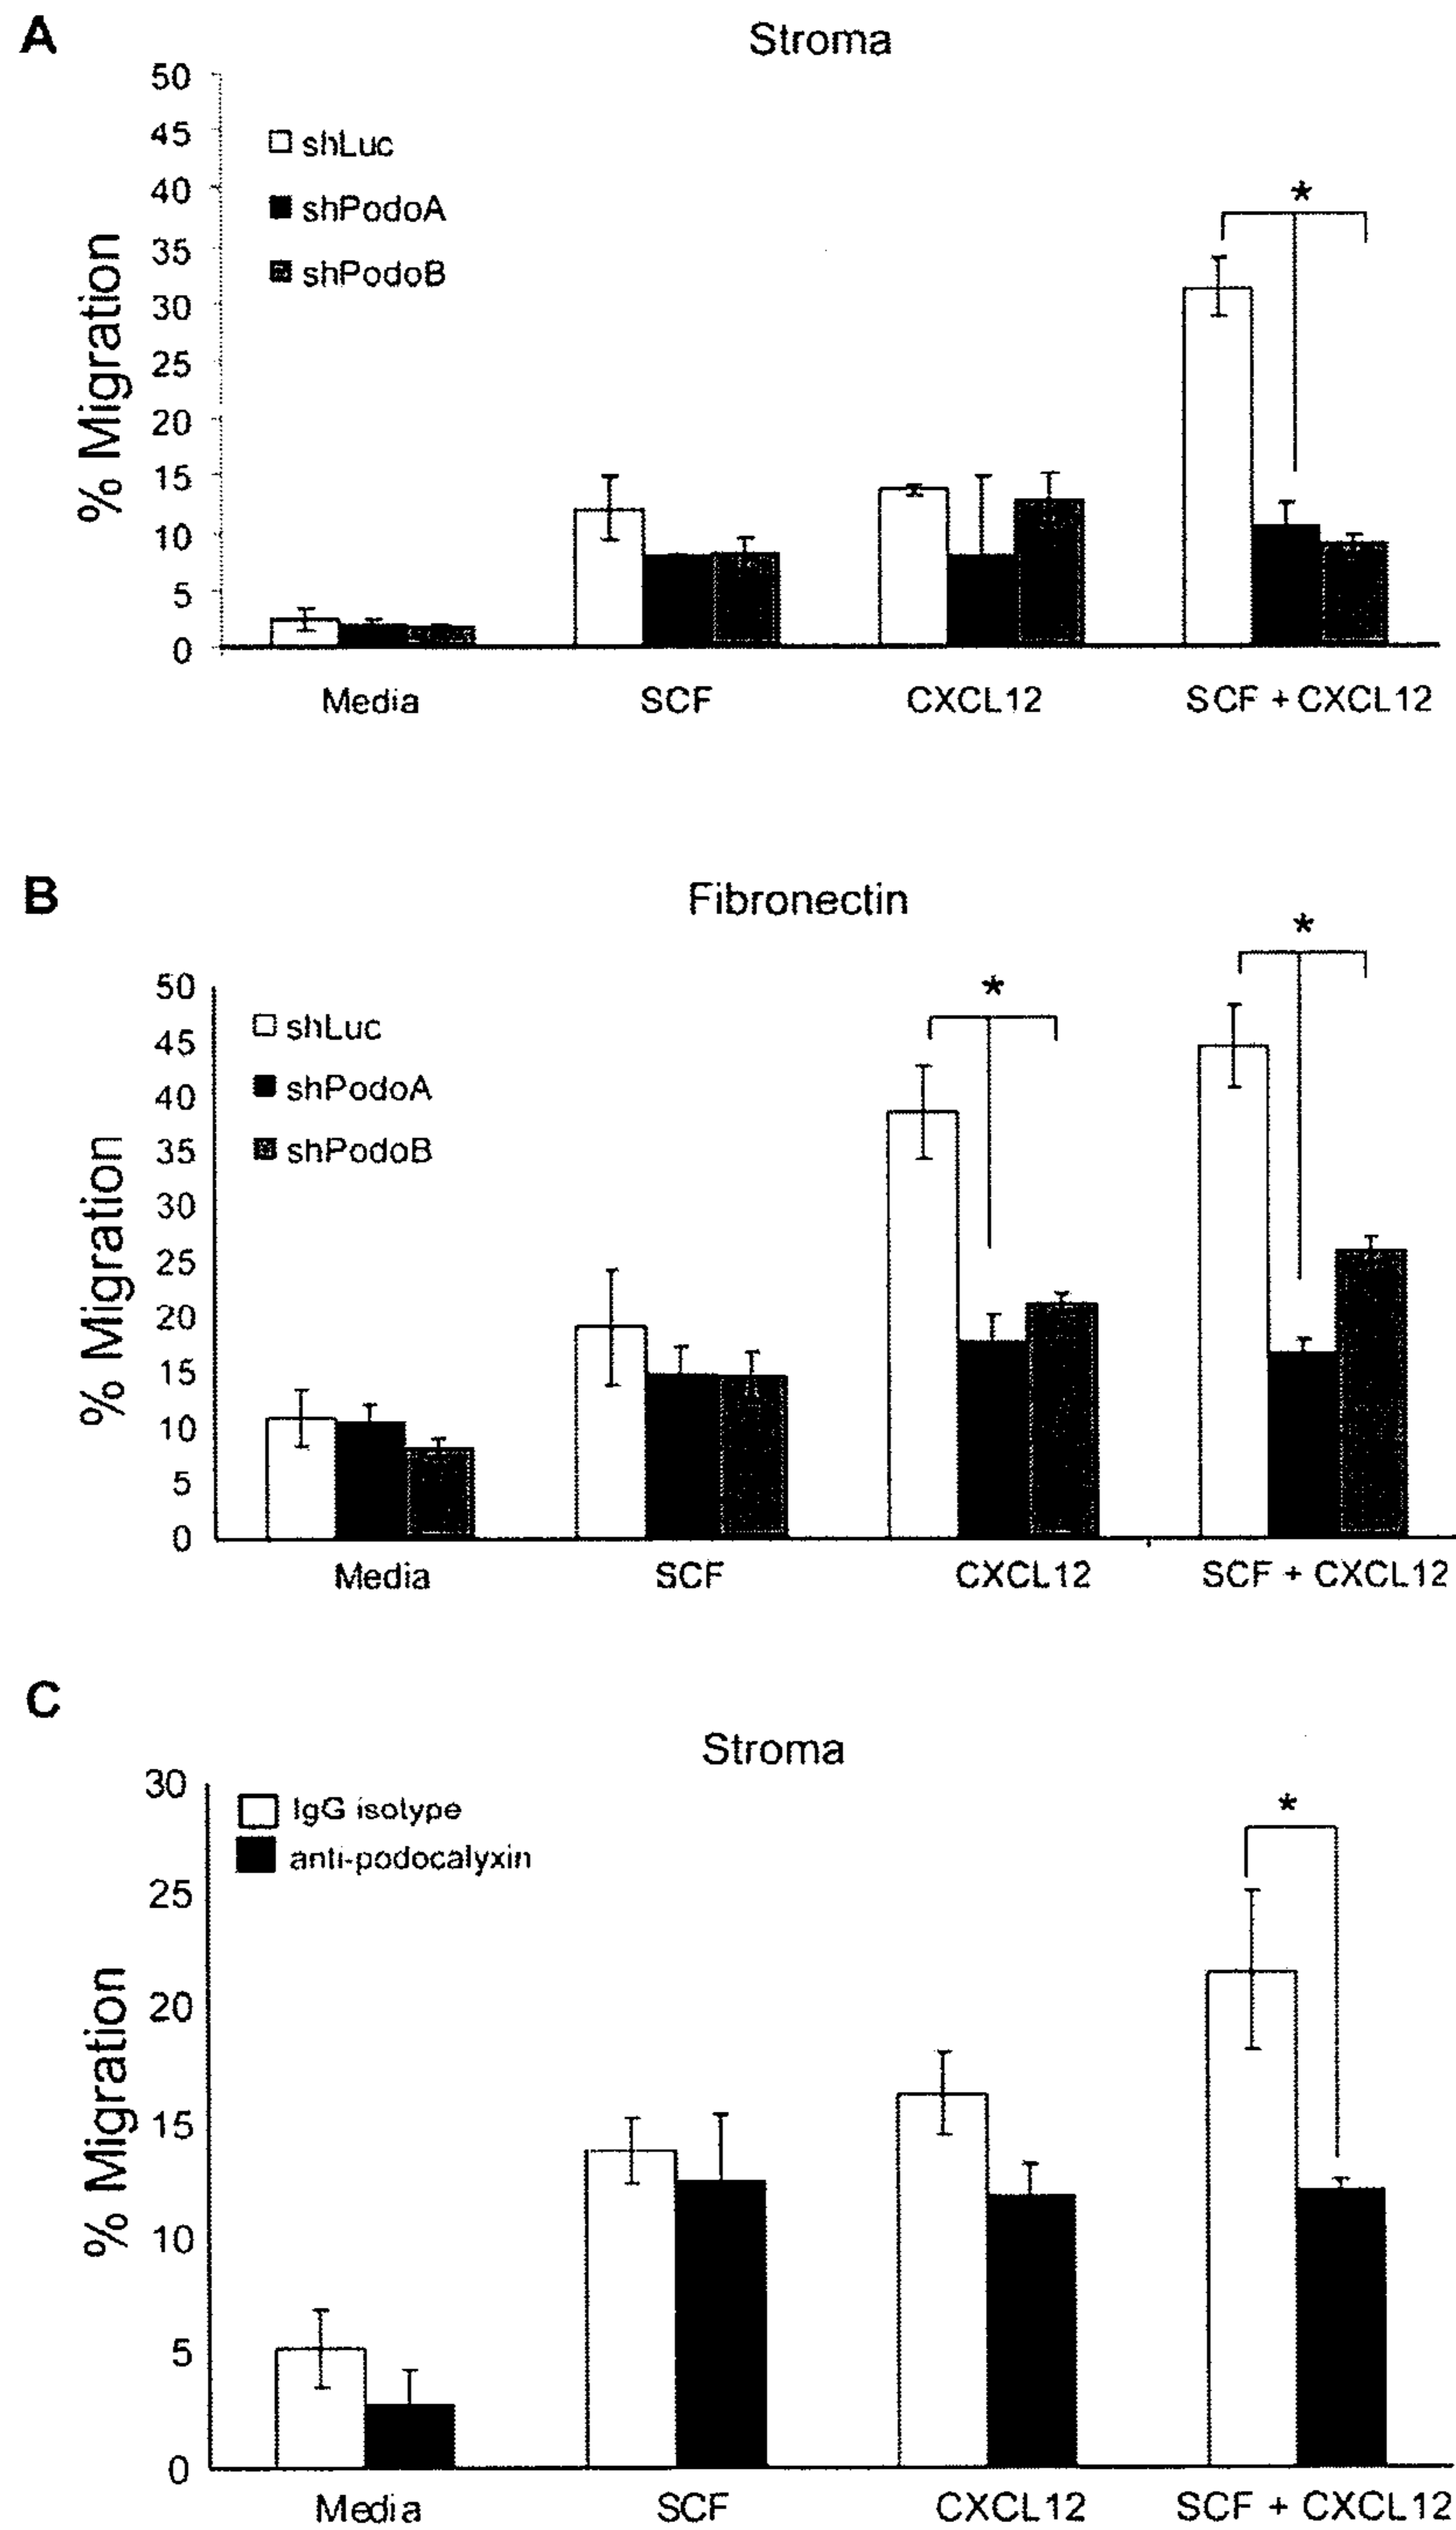 A
Stroma
50
45
40
35
30
25
20
15
10
5
0
% Migration
shLuc
shPodoA
shPodoB
*
Media SCF CXCL12 SCF + CXCL12
B
Fibronectin
50
45
40
35
30
25
20
15
10
5
0
% Migration
shLuc
shPodoA
shPodoB
*
*
Media SCF CXCL12 SCF + CXCL12
C
Stroma
30
25
20
15
10
5
0
% Migration
IgG isotype
anti-podocalyxin
*
Media SCF CXCL12 SCF + CXCL12